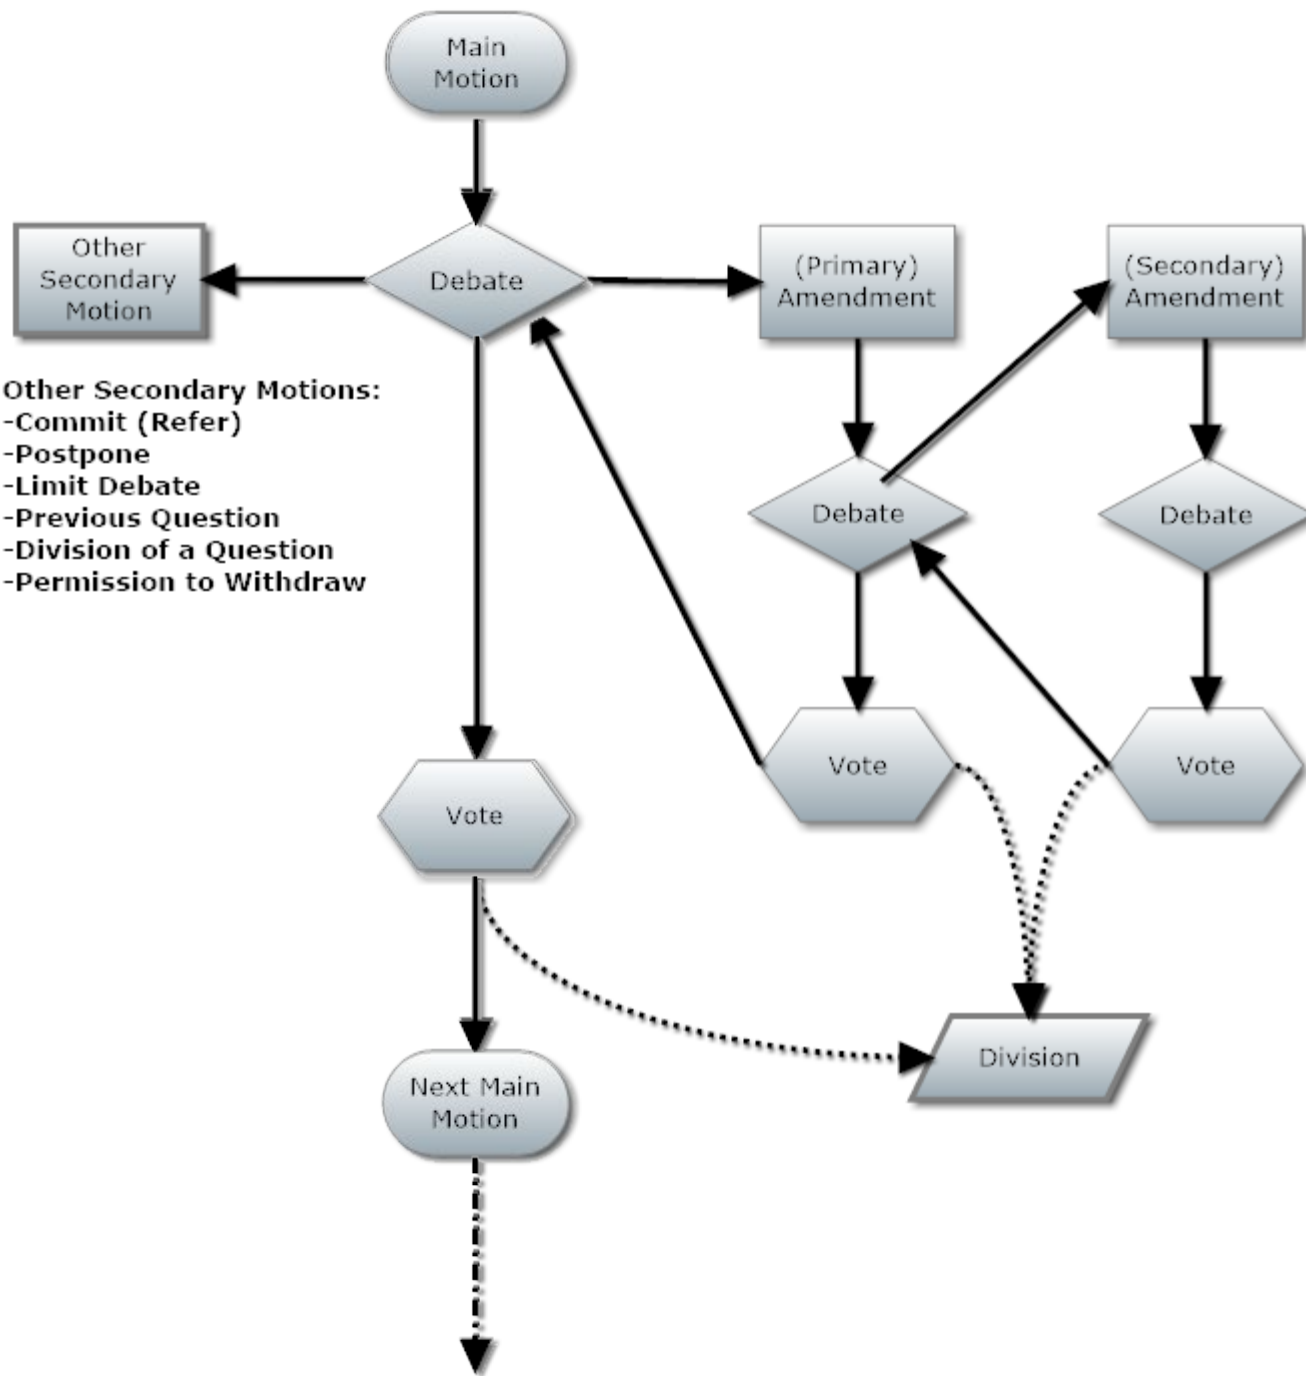 Main
Motion
Other
Secondary
Motion
Debate
(Primary)
Amendment
(Secondary)
Amendment
Other Secondary Motions:
-Commit (Refer)
-Postpone
-Limit Debate
-Previous Question
-Division of a Question
-Permission to Withdraw
Debate
Debate
Vote
Vote
Vote
Division
Next Main
Motion